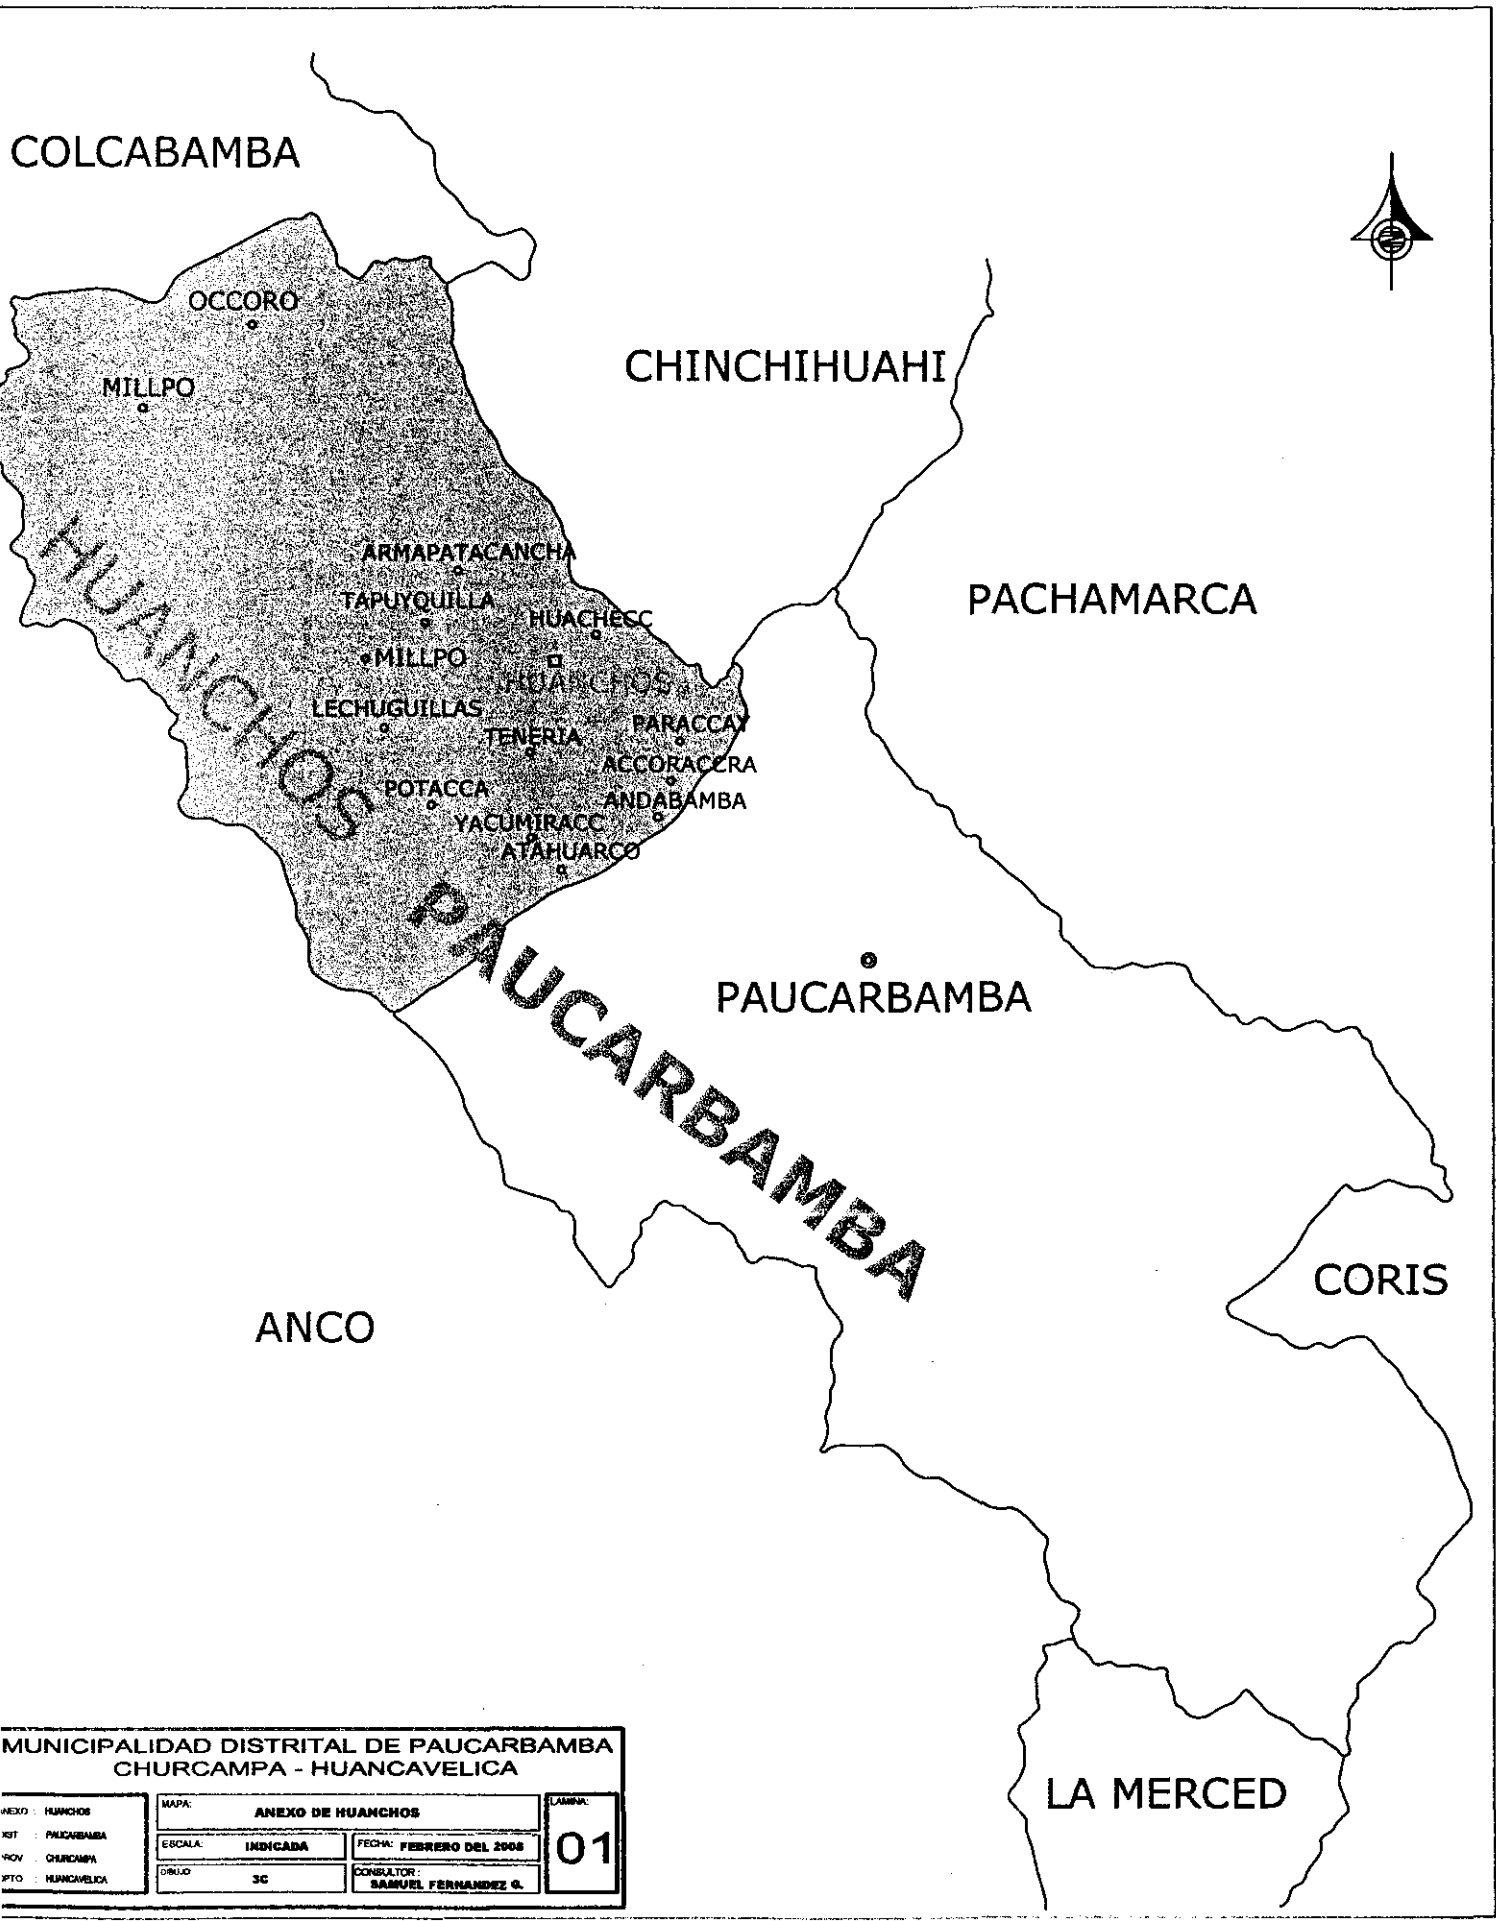 COLCABAMBA
OCCORO
CHINCHIHUAHI
MILLPO
HUANCHOS
ARMAPATACANCHA
TAPUYQUILLA
PACHAMARCA
HUACHECC
MILLPO
HUANCHOS
LECHUGUILLAS
PARACCAY
TENERIA
ACCORACCRA
POTACCA
ANDABAMBA
YACUMIRACC
ATAHUARCO
PAUCARBAMBA
PAUCARBAMBA
CORIS
ANCO
LA MERCED
MUNICIPALIDAD DISTRITAL DE PAUCARBAMBA
CHURCAMPA - HUANCAVELICA
: HUANCHOS
: PAUCARBAMBA
: CHURCAMPA
: HUANCAVELICA
MAPA: ANEXO DE HUANCHOS
ESCALA: INDICADA
FECHA: FEBRERO DEL 2008
DIBUJO 3C
CONSULTOR: SAMUEL FERNANDEZ G.
LAMINA:
01